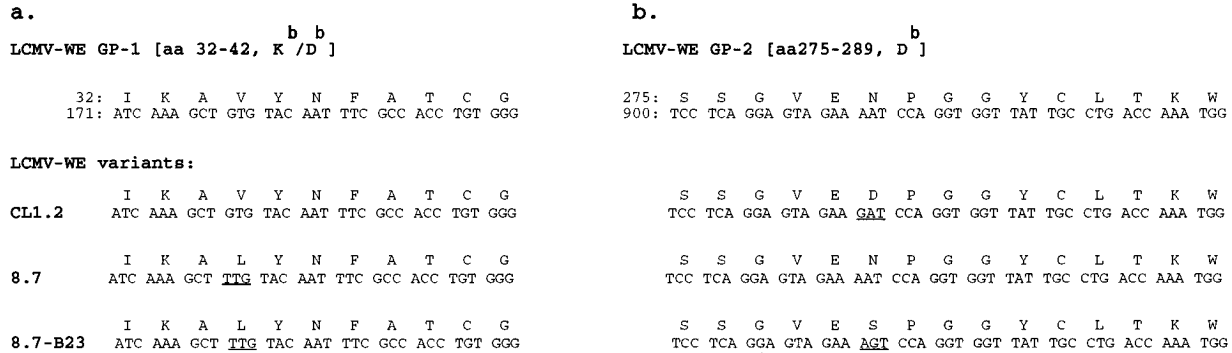 a.
LCMV-WE GP-1 [aa 32-42, K^b/D^b]
32: I K A V Y N F A T C G
171: ATC AAA GCT GTG TAC AAT TTC GCC ACC TGT GGG
LCMV-WE variants:
I K A V Y N F A T C G
CL1.2 ATC AAA GCT GTG TAC AAT TTC GCC ACC TGT GGG
I K A L Y N F A T C G
8.7 ATC AAA GCT TTG TAC AAT TTC GCC ACC TGT GGG
I K A L Y N F A T C G
8.7-B23 ATC AAA GCT TTG TAC AAT TTC GCC ACC TGT GGG
b.
LCMV-WE GP-2 [aa275-289, D^b]
275: S S G V E N P G G Y C L T K W
900: TCC TCA GGA GTA GAA AAT CCA GGT GGT TAT TGC CTG ACC AAA TGG
S S G V E D P G G Y C L T K W
TCC TCA GGA GTA GAA GAT CCA GGT GGT TAT TGC CTG ACC AAA TGG
S S G V E N P G G Y C L T K W
TCC TCA GGA GTA GAA AAT CCA GGT GGT TAT TGC CTG ACC AAA TGG
S S G V E S P G G Y C L T K W
TCC TCA GGA GTA GAA AGT CCA GGT GGT TAT TGC CTG ACC AAA TGG